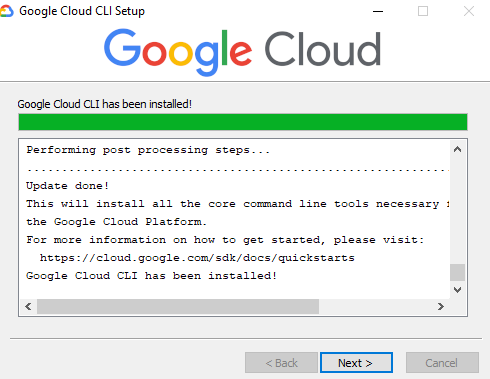 Google Cloud CLI Setup
Google Cloud
Google Cloud CLI has been installed!
Performing post processing steps...
Update done!
This will install all the core command line tools necessary
the Google Cloud Platform.
For more information on how to get started, please visit:
https://cloud.google.com/sdk/docs/quickstarts
Google Cloud CLI has been installed!
< Back
Next >
Cancel